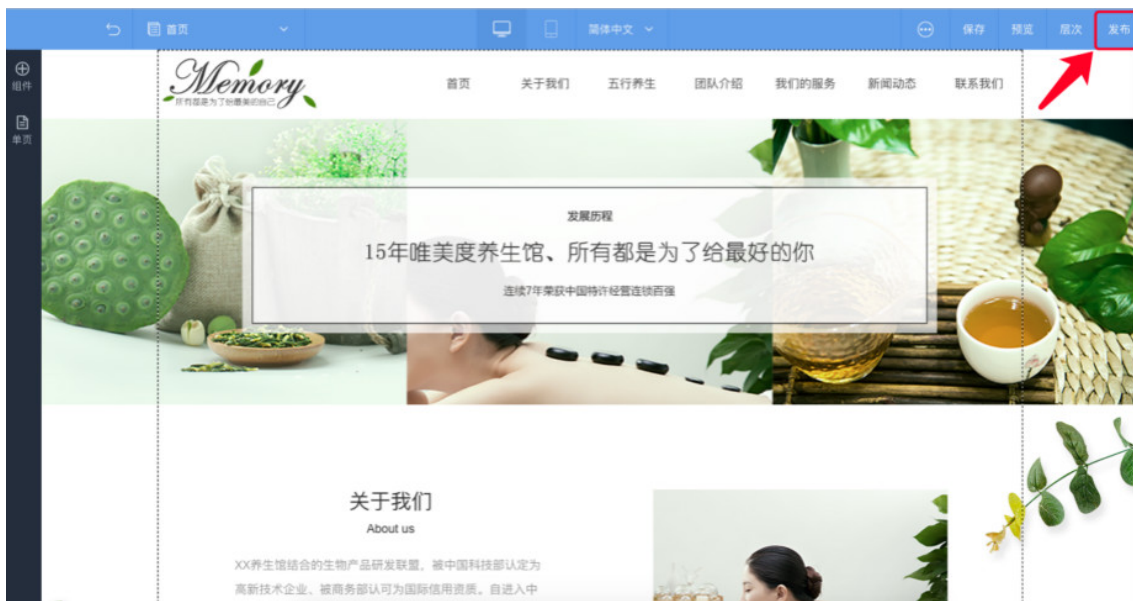 首页
简体中文
保存
预览
层次
发布
组件
单页
Memory
所有都是为了给最美的自己
首页 关于我们 五行养生 团队介绍 我们的服务 新闻动态 联系我们
发展历程
15年唯美度养生馆、所有都是为了给最好的你
连续7年荣获中国特许经营连锁百强
关于我们
About us
XX养生馆结合的生物产品研发联盟，被中国科技部认定为
高新技术企业、被商务部认可为国际信用资质。自进入中